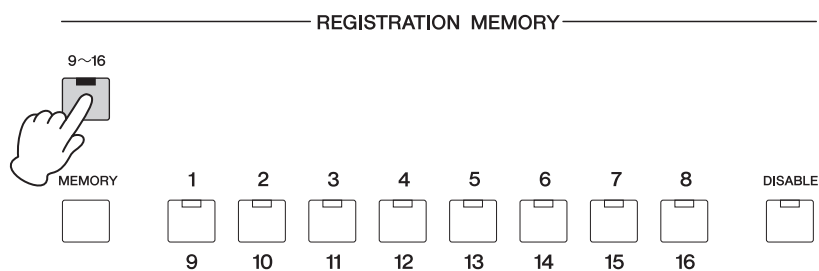 REGISTRATION MEMORY
9～16
MEMORY 1 2 3 4 5 6 7 8 DISABLE
9 10 11 12 13 14 15 16